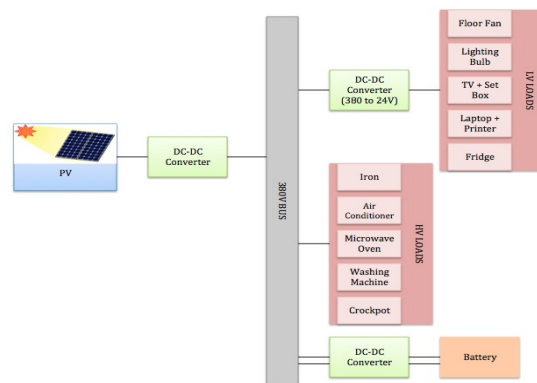 Floor Fan
Lighting
Bulb
TV + Set
Box
Laptop +
Printer
Fridge
LV LOADS
DC-DC
Converter
(380 to 24V)
PV
DC-DC
Converter
380V BUS
Iron
Air
Conditioner
Microwave
Oven
Washing
Machine
Crockpot
HV LOADS
DC-DC
Converter
Battery